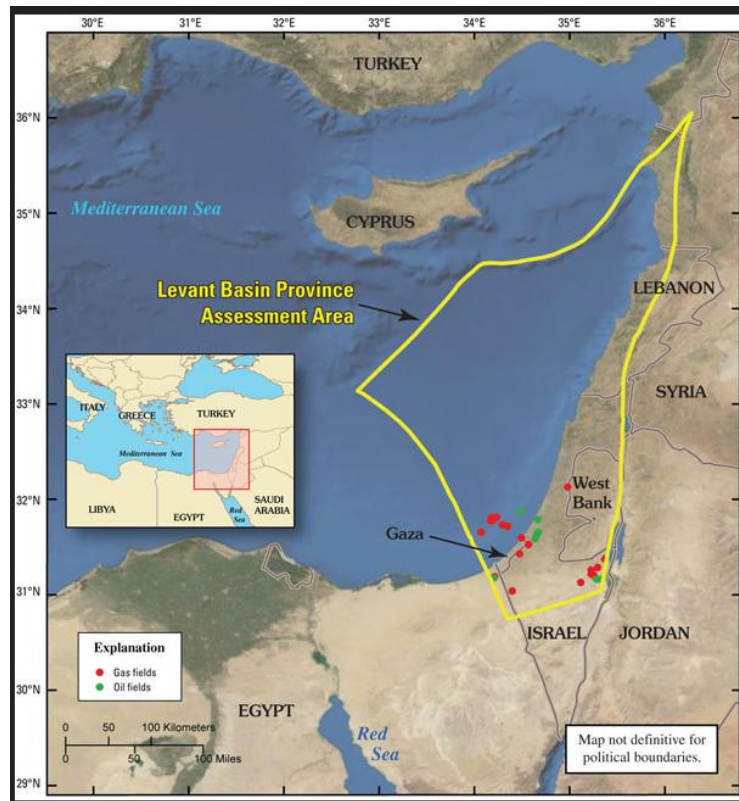 30°E
31°E
32°E
33°E
34°E
35°E
36°E
TURKEY
36°N
35°N
Mediterranean Sea
CYPRUS
Levant Basin Province
Assessment Area
34°N
LEBANON
33°N
SYRIA
ITALY
GREECE
TURKEY
Mediterranean Sea
LIBYA
EGYPT
Red
Sea
SAUDI
ARABIA
West
Bank
32°N
Gaza
31°N
ISRAEL
JORDAN
Explanation
Gas fields
Oil fields
30°N
EGYPT
0 50 100 Kilometers
0 50 100 Miles
Red
Sea
Map not definitive for
political boundaries.
29°N